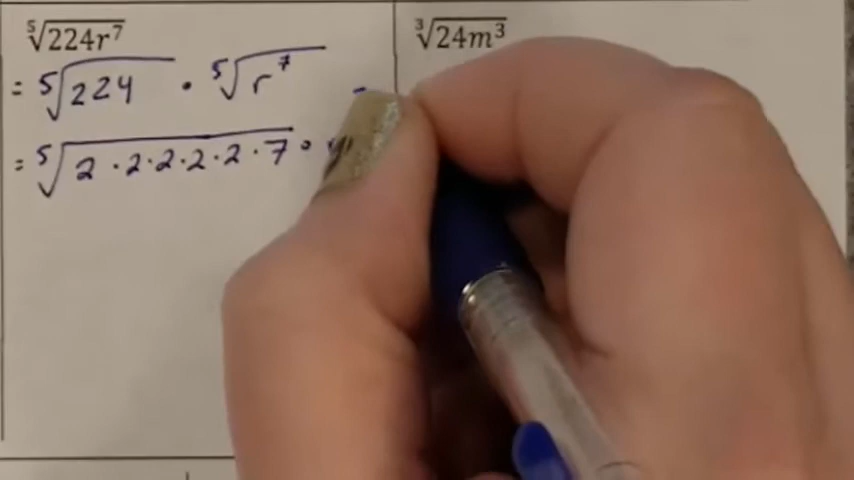 ⁵√224r⁷
= ⁵√224 · ⁵√r⁷
= ⁵√2 · 2 · 2 · 2 · 2 · 7 ·
³√24m³